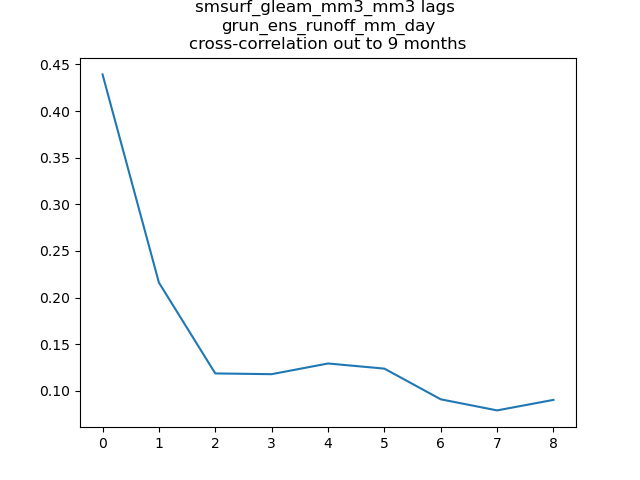 smsurf_gleam_mm3_mm3 lags
grun_ens_runoff_mm_day
cross-correlation out to 9 months
0.45
0.40
0.35
0.30
0.25
0.20
0.15
0.10
0 1 2 3 4 5 6 7 8